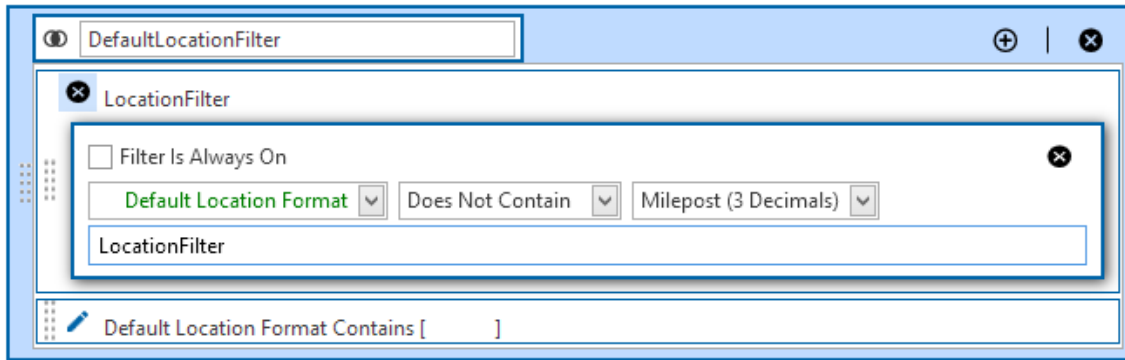 DefaultLocationFilter
LocationFilter
Filter Is Always On
Default Location Format Does Not Contain Milepost (3 Decimals)
LocationFilter
Default Location Format Contains [ ]